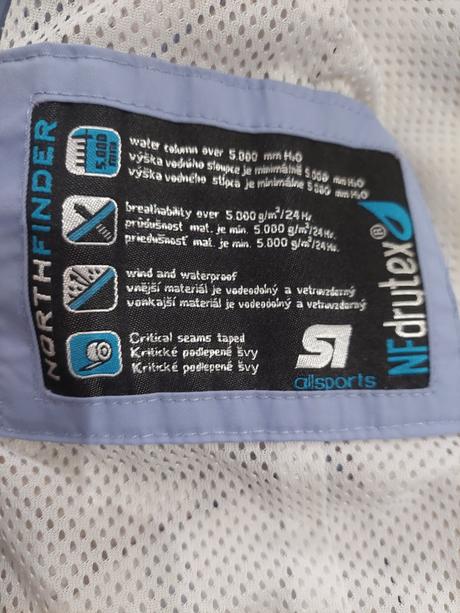 NORTHFINDER
5.000
mm
water column over 5.000 mm H₂O
výška vodního sloupce je minimálně 5.000 mm H₂O
výška vodného stĺpca je minimálne 5.000 mm H₂O
breathability over 5.000 g/m²/24 Hr.
průdušnost mat. je min. 5.000 g/m²/24 Hr.
priedušnosť mat. je min. 5.000 g/m²/24 Hr.
wind and waterproof
vnější materiál je voděodolný a větruvzdorný
vonkajší materiál je vodeodolný a vetruvzdorný
Critical seams taped
Kritické podlepené švy
Kritické podlepené švy
allsports
NFdrutex®